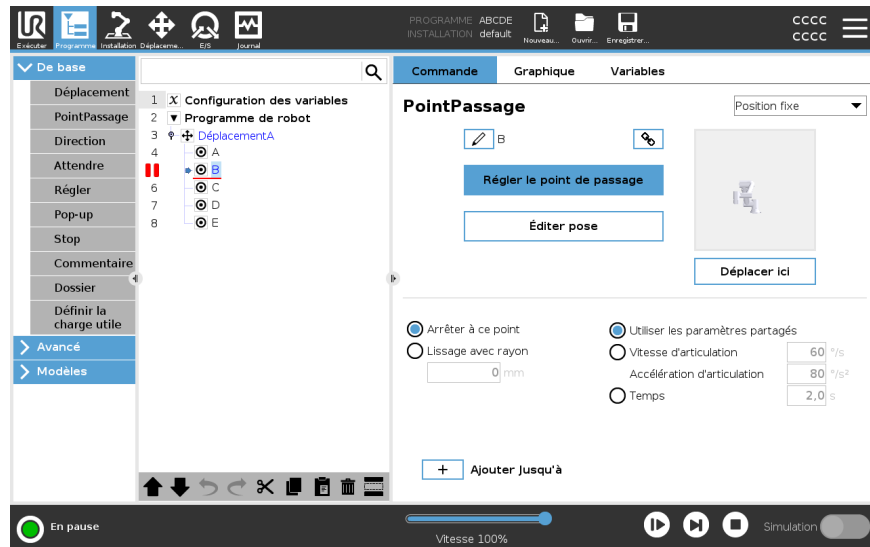 UR
Exécuter
Programme
Installation
Déplaceme...
E/S
Journal
PROGRAMME ABCDE
INSTALLATION default
Nouveau...
Ouvrir...
Enregistrer...
CCCC
CCCC
De base
Déplacement
PointPassage
Direction
Attendre
Régler
Pop-up
Stop
Commentaire
Dossier
Définir la
charge utile
Avancé
Modèles
1 X Configuration des variables
2 Programme de robot
3 DéplacementA
4 A
B
6 C
7 D
8 E
Commande Graphique Variables
PointPassage
Position fixe
B
Régler le point de passage
Éditer pose
Déplacer ici
Arrêter à ce point
Lissage avec rayon
0 mm
Utiliser les paramètres partagés
Vitesse d'articulation 60 °/s
Accélération d'articulation 80 °/s²
Temps 2,0 s
+ Ajouter Jusqu'à
En pause
Vitesse 100%
Simulation